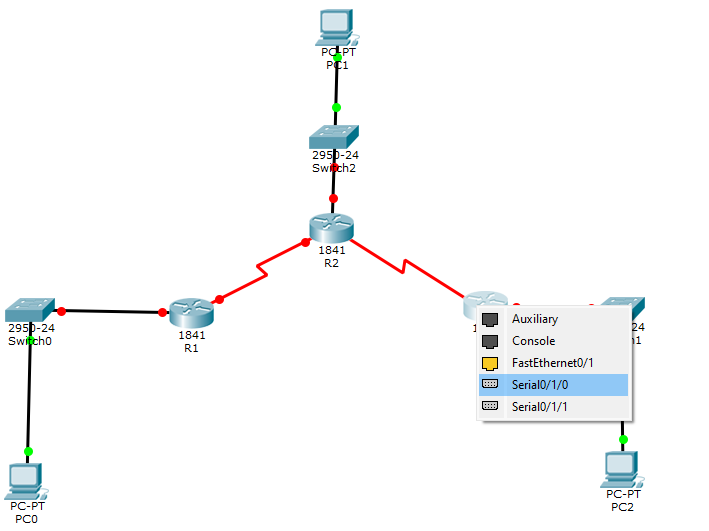 PC-PT
PC1
2950-24
Switch2
1841
R2
2950-24
Switch0
1841
R1
Auxiliary
Console
FastEthernet0/1
Serial0/1/0
Serial0/1/1
PC-PT
PC0
PC-PT
PC2